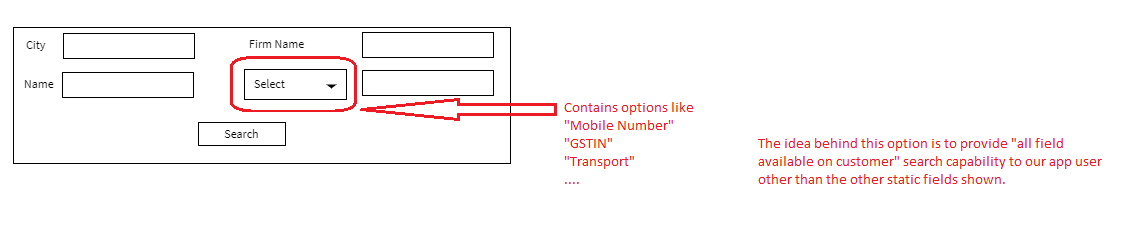 City
Firm Name
Name
Select
Search
Contains options like
"Mobile Number"
"GSTIN"
"Transport"
....
The idea behind this option is to provide "all field
available on customer" search capability to our app user
other than the other static fields shown.